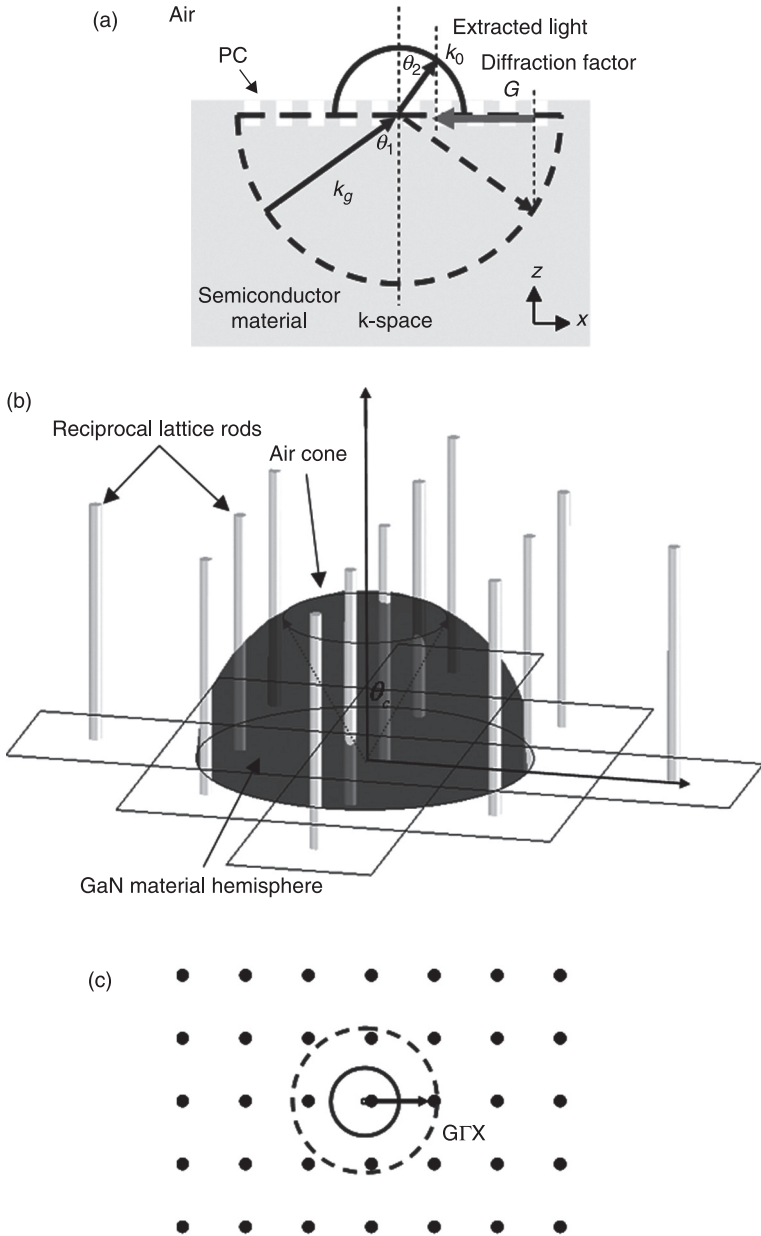 (a)
Air
Extracted light
PC
θ2
k0
Diffraction factor
G
θ1
kg
z
Semiconductor
material
k-space
x
(b)
Reciprocal lattice rods
Air cone
θc
GaN material hemisphere
(c)
GΓX